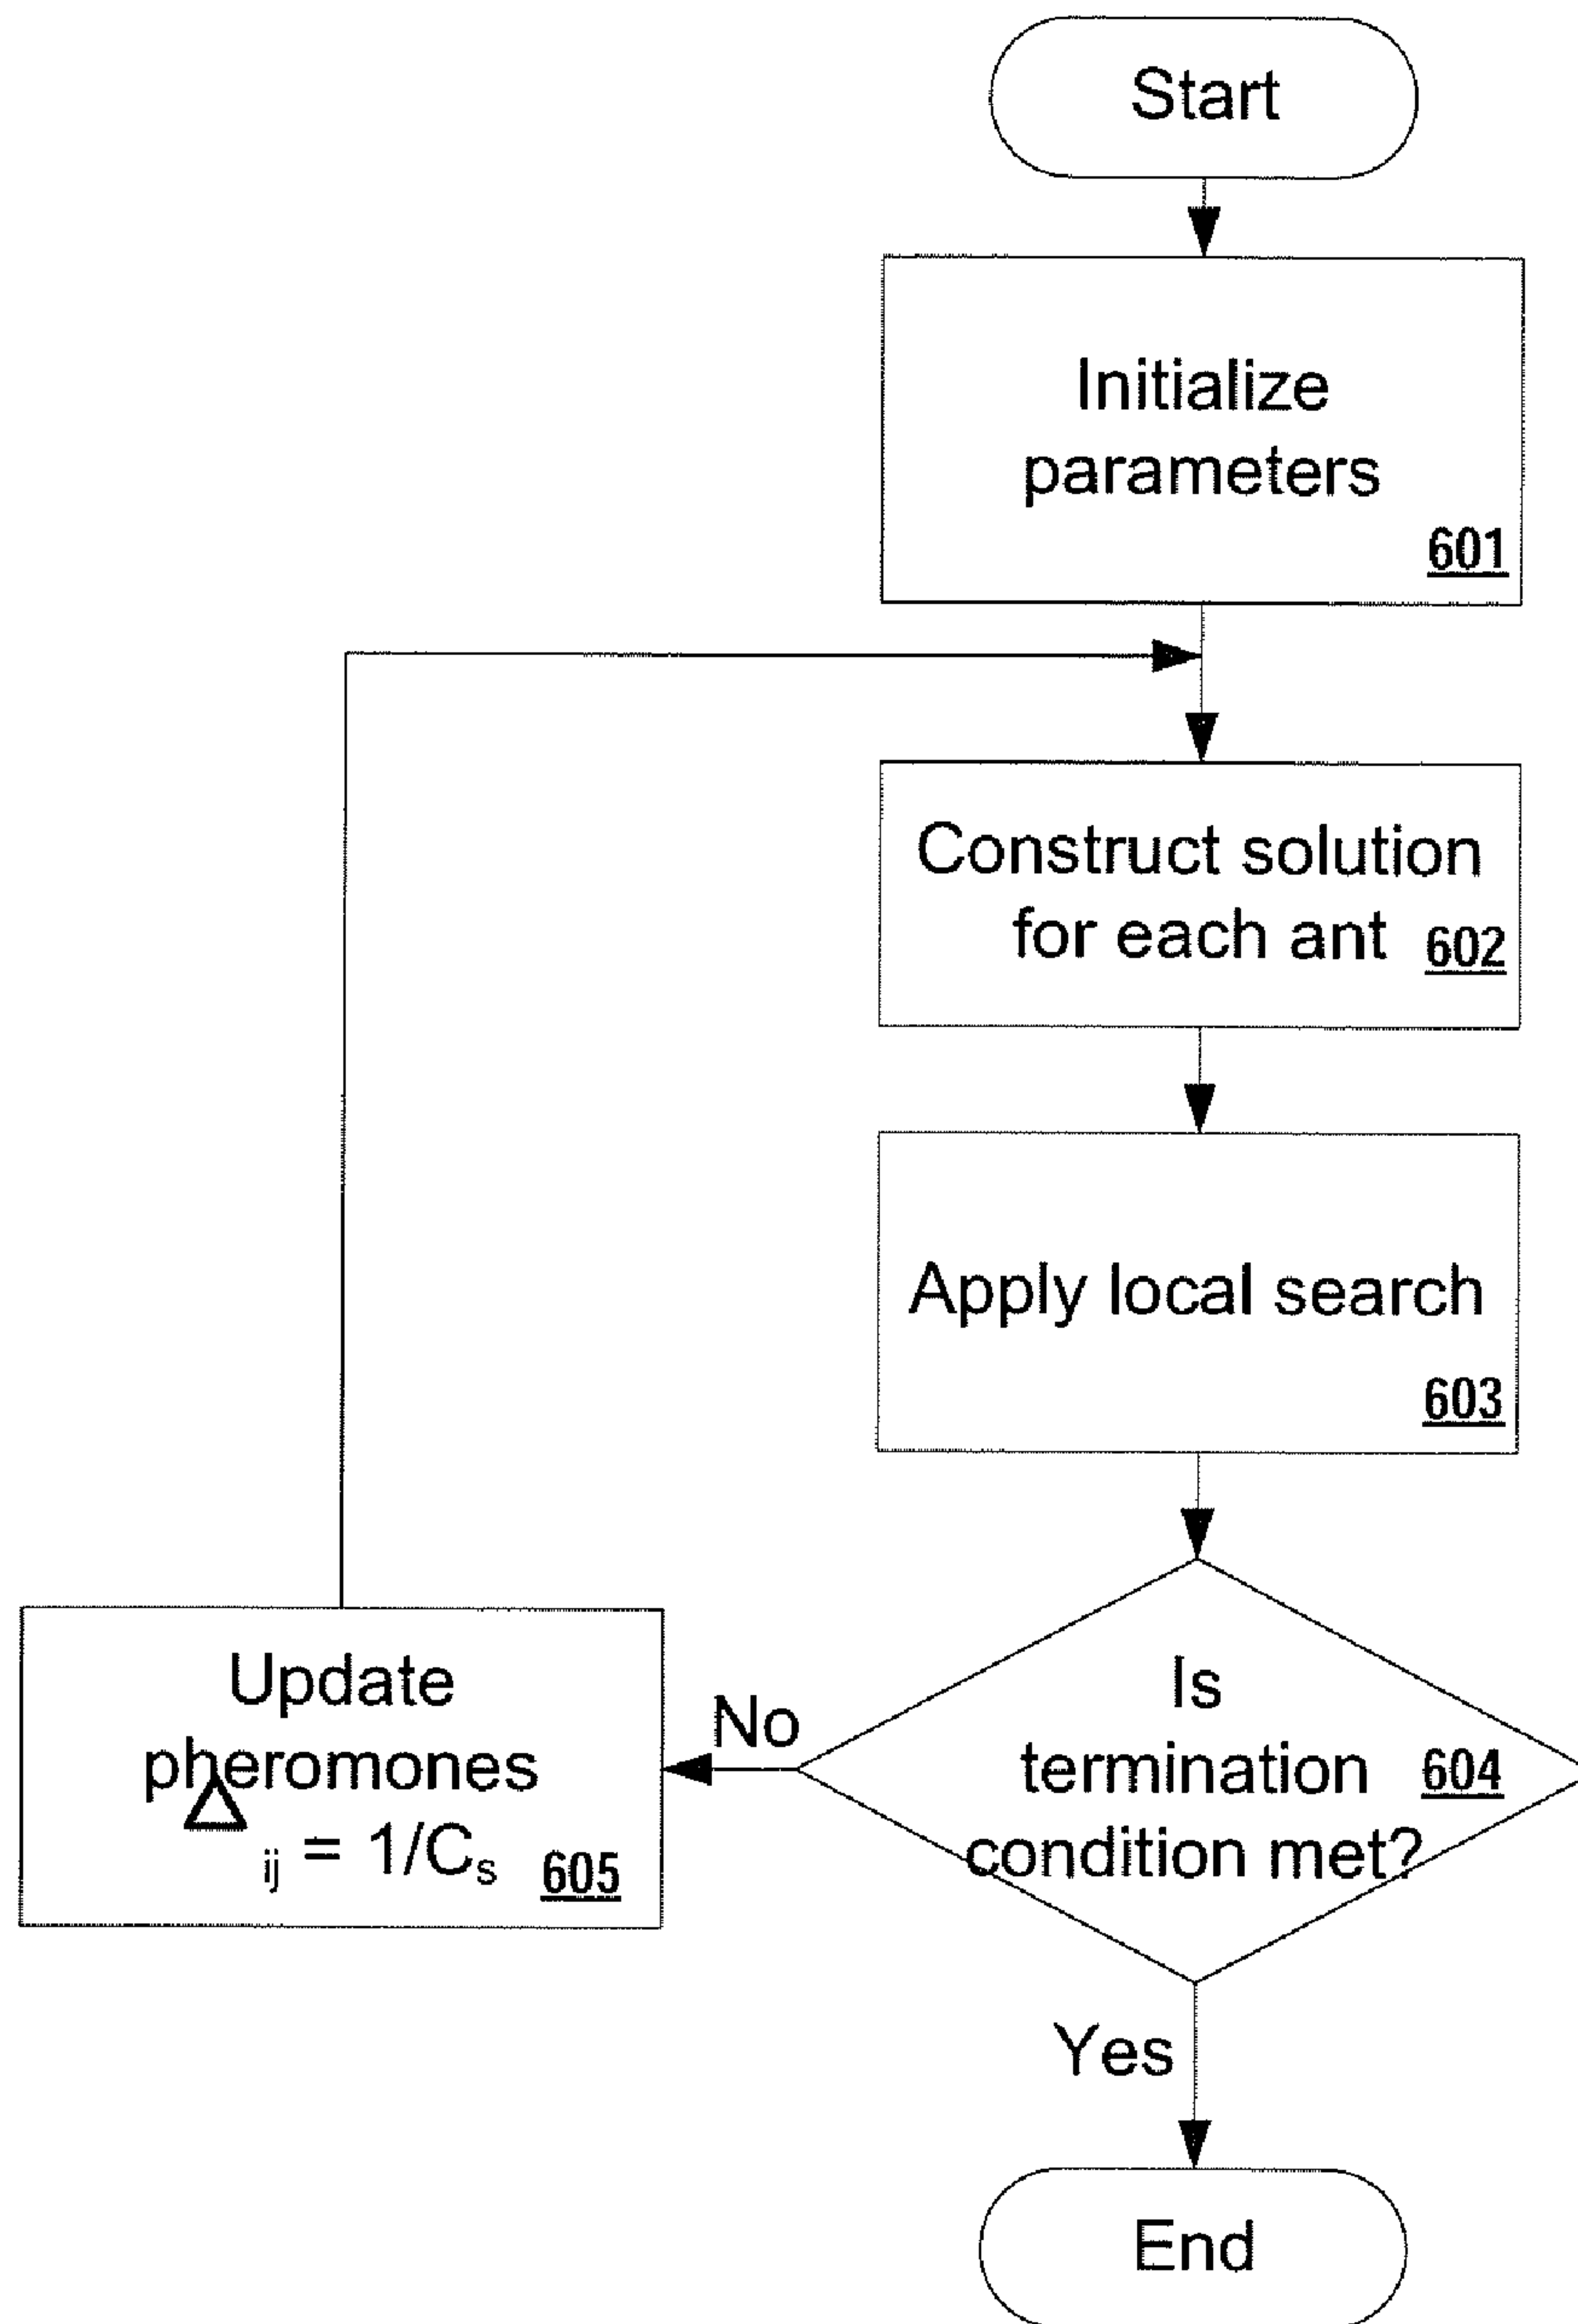 Start
Initialize
parameters
601
Construct solution
for each ant 602
Apply local search
603
Is
termination 604
condition met?
No
Update
pheromones
Δ ij = 1/Cs 605
Yes
End